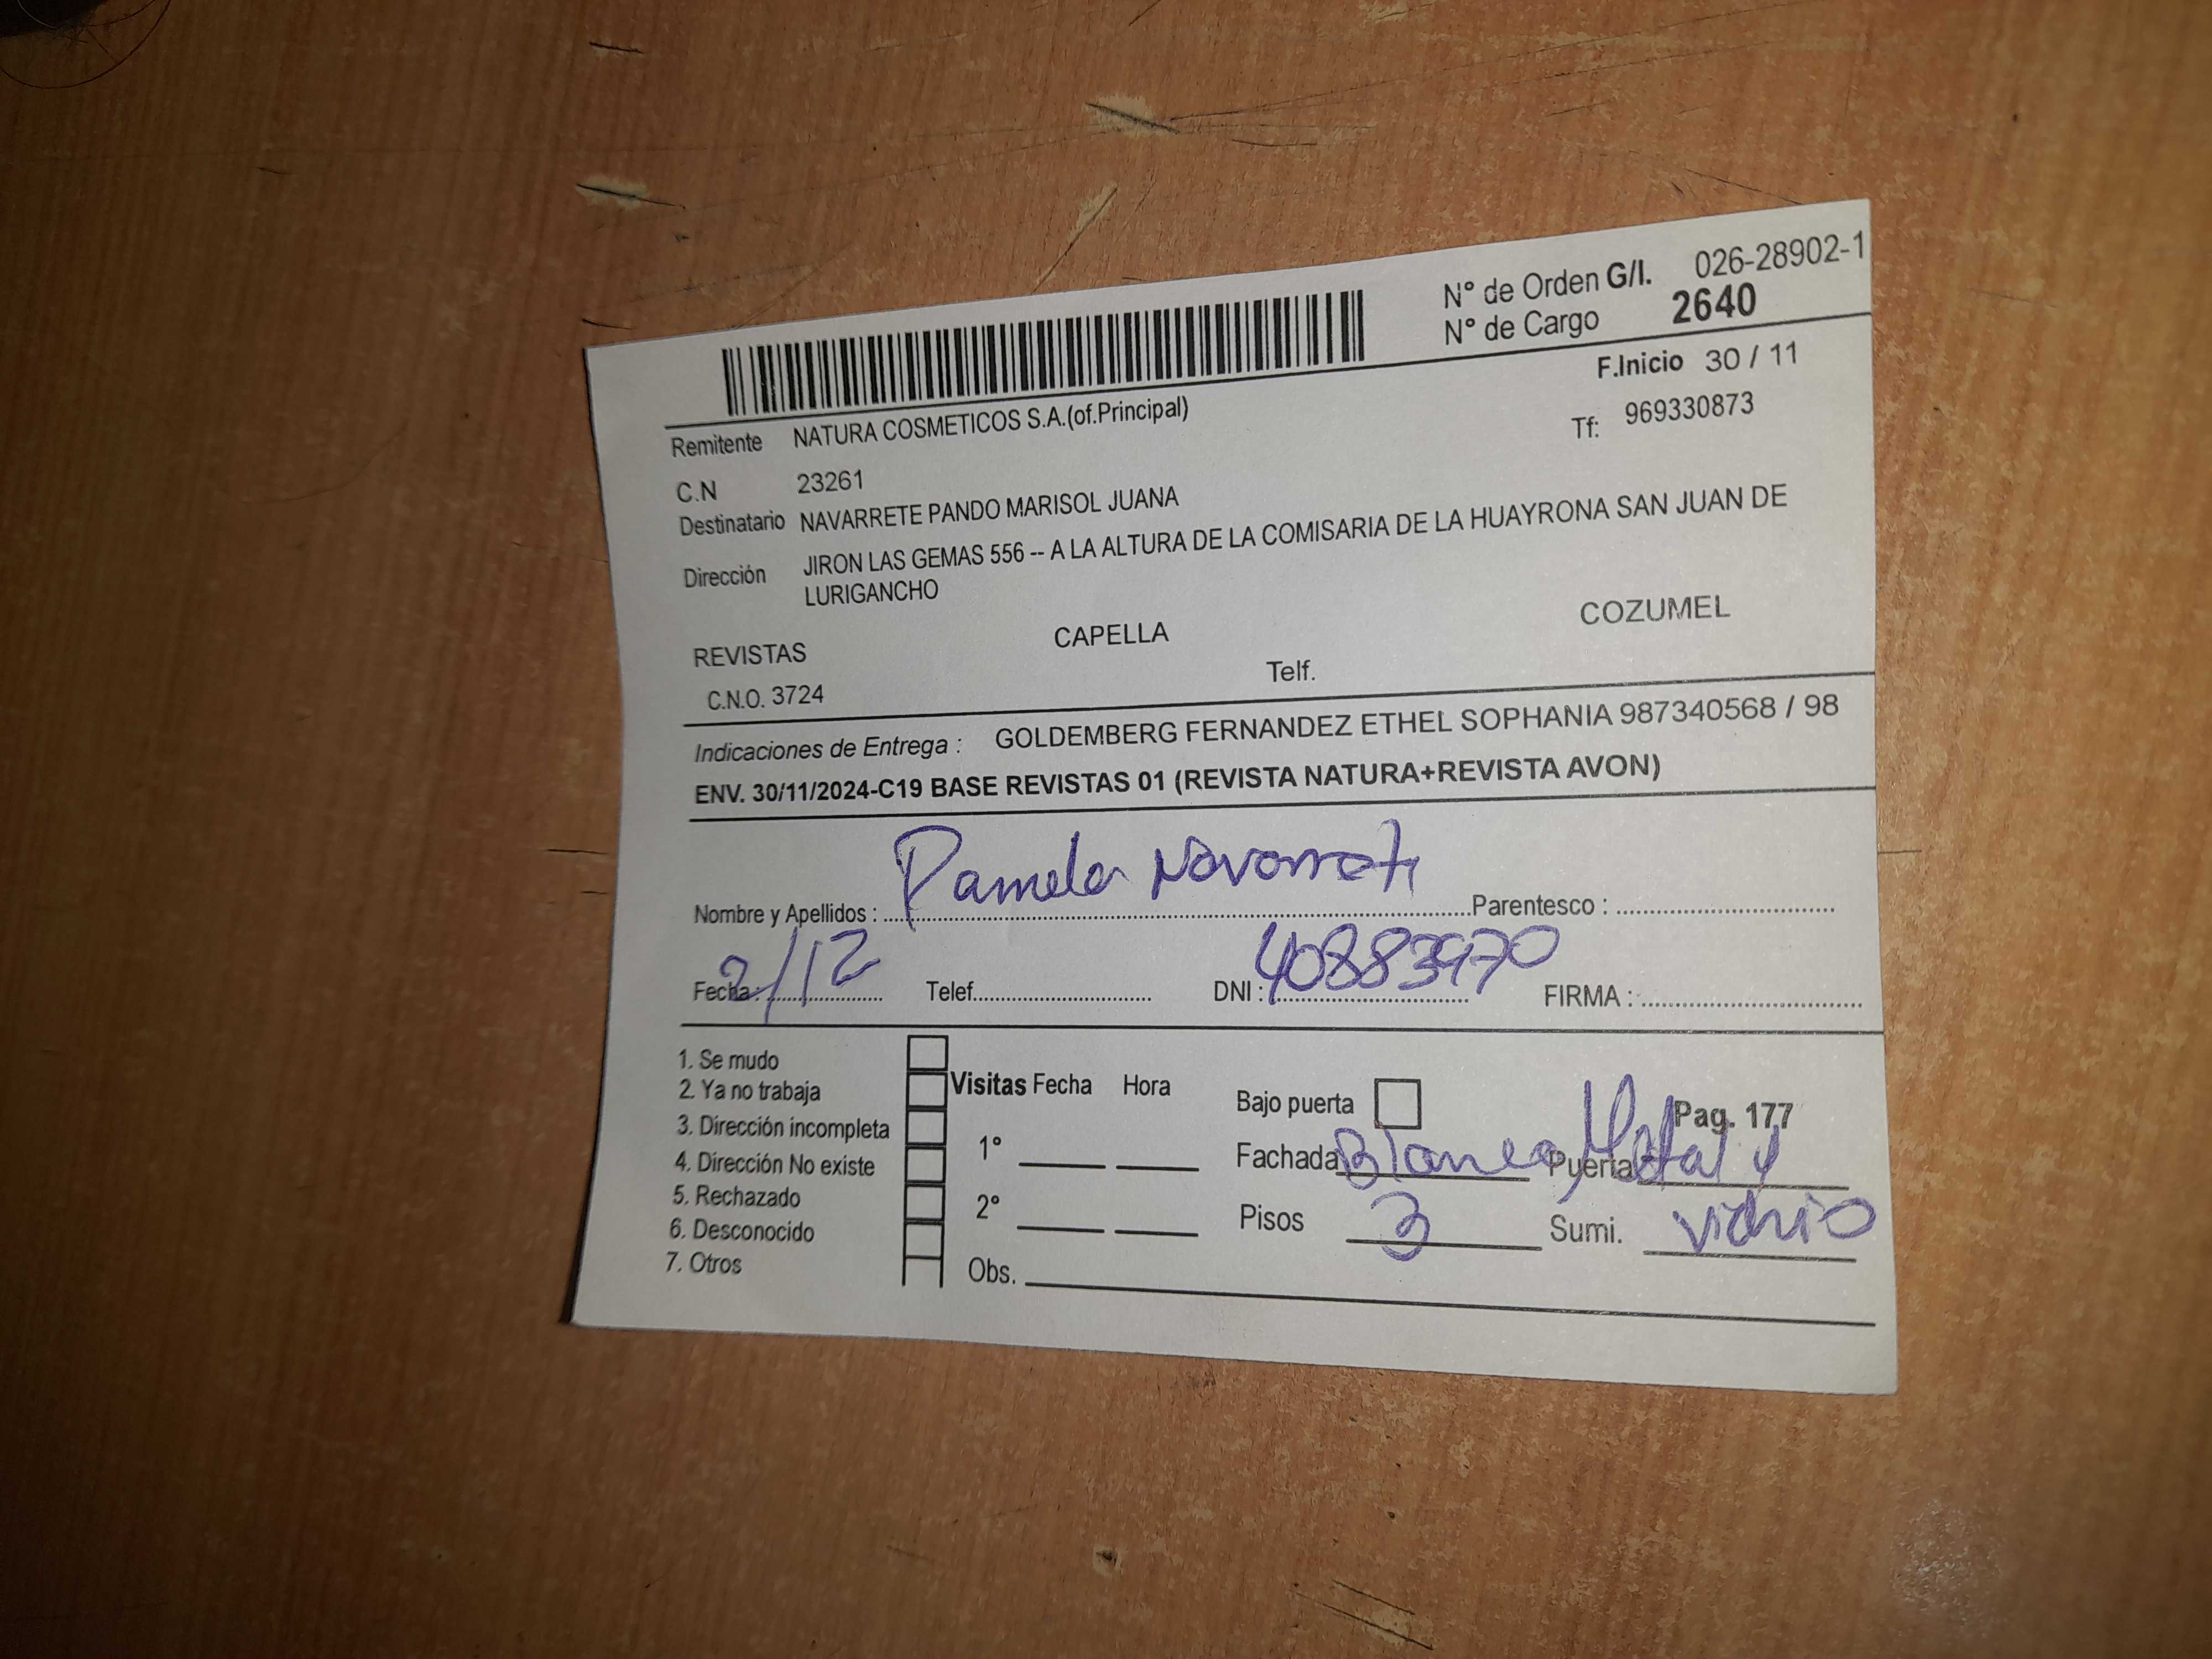 N° de Orden G/I. 026-28902-1
N° de Cargo 2640
F.Inicio 30 / 11
Remitente NATURA COSMETICOS S.A.(of.Principal) Tf: 969330873
C.N 23261
Destinatario NAVARRETE PANDO MARISOL JUANA
Dirección JIRON LAS GEMAS 556 -- A LA ALTURA DE LA COMISARIA DE LA HUAYRONA SAN JUAN DE
LURIGANCHO
REVISTAS CAPELLA COZUMEL
C.N.O. 3724 Telf.
Indicaciones de Entrega : GOLDEMBERG FERNANDEZ ETHEL SOPHANIA 987340568 / 98
ENV. 30/11/2024-C19 BASE REVISTAS 01 (REVISTA NATURA+REVISTA AVON)
Nombre y Apellidos : Pamela Parentesco :
Fecha: 2/12 Telef. DNI : 40883970 FIRMA :
1. Se mudo
2. Ya no trabaja
3. Dirección incompleta
4. Dirección No existe
5. Rechazado
6. Desconocido
7. Otros
Visitas Fecha Hora
1°
2°
Obs.
Bajo puerta Pag. 177
Fachada Blanca Puerta Metal y
Pisos 3 Sumi. vidrio